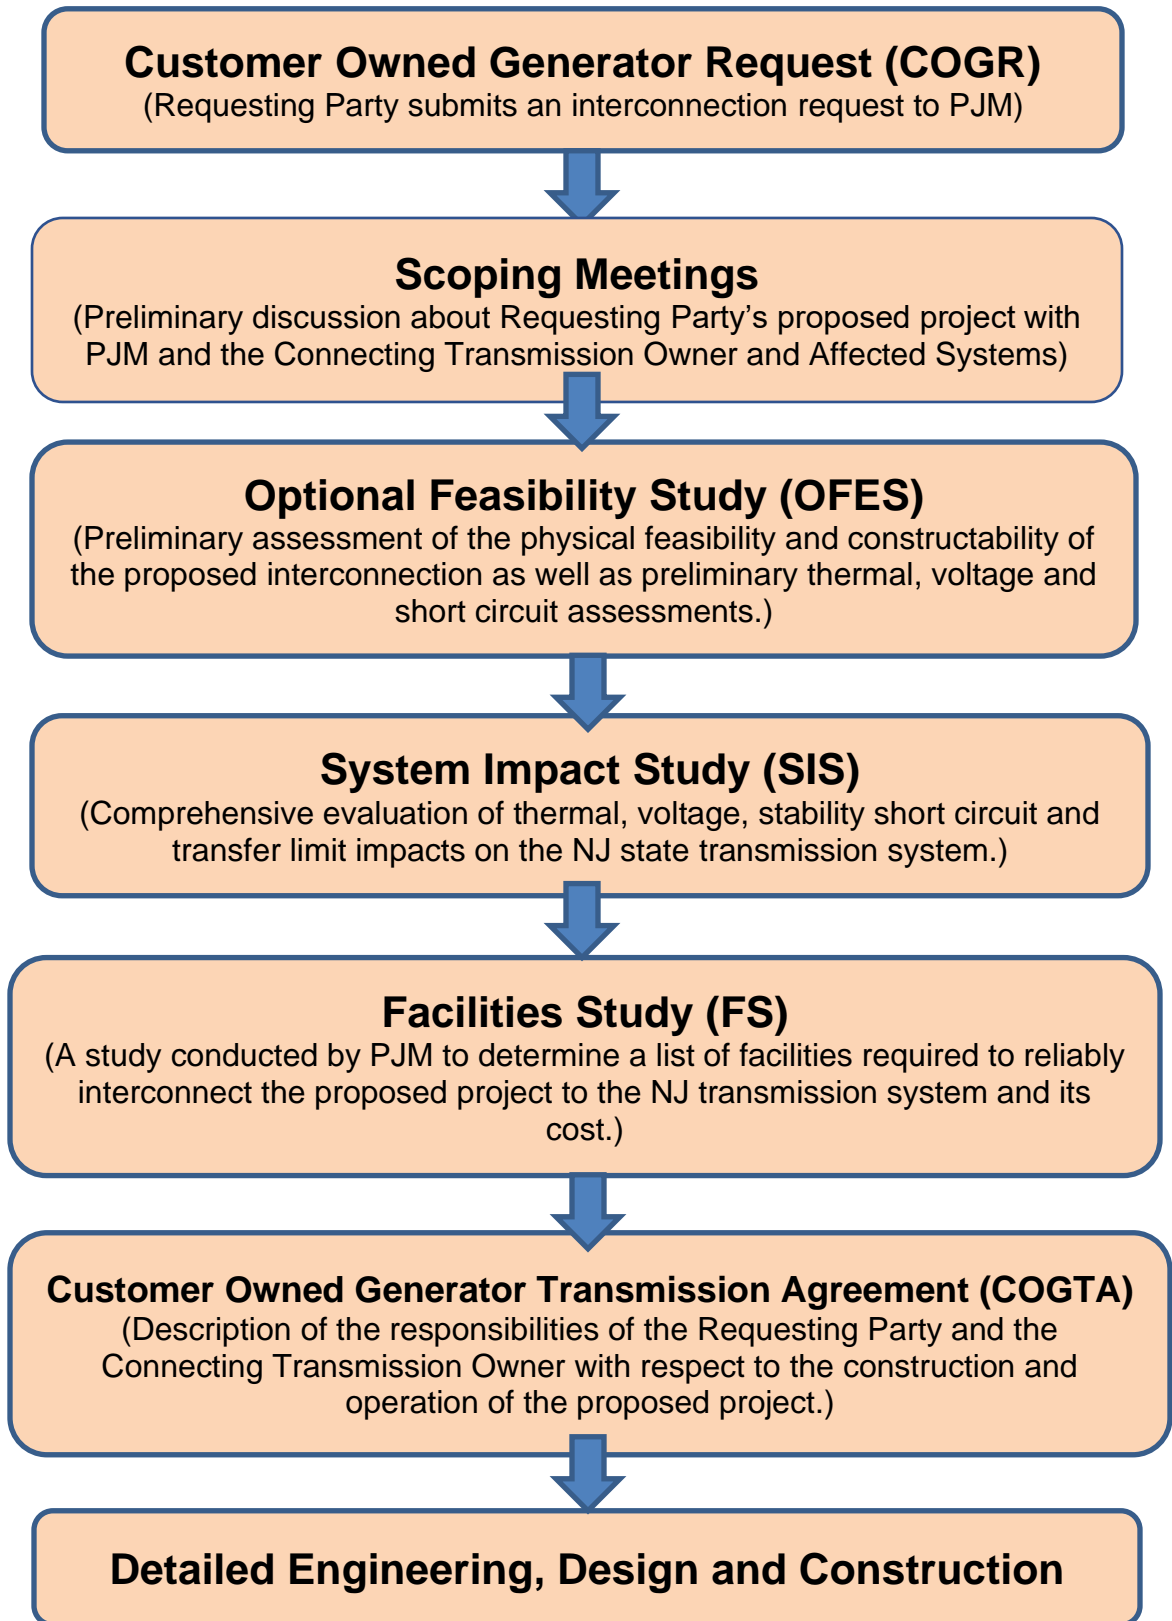 Customer Owned Generator Request (COGR)
(Requesting Party submits an interconnection request to PJM)
Scoping Meetings
(Preliminary discussion about Requesting Party’s proposed project with
PJM and the Connecting Transmission Owner and Affected Systems)
Optional Feasibility Study (OFES)
(Preliminary assessment of the physical feasibility and constructability of
the proposed interconnection as well as preliminary thermal, voltage and
short circuit assessments.)
System Impact Study (SIS)
(Comprehensive evaluation of thermal, voltage, stability short circuit and
transfer limit impacts on the NJ state transmission system.)
Facilities Study (FS)
(A study conducted by PJM to determine a list of facilities required to reliably
interconnect the proposed project to the NJ transmission system and its
cost.)
Customer Owned Generator Transmission Agreement (COGTA)
(Description of the responsibilities of the Requesting Party and the
Connecting Transmission Owner with respect to the construction and
operation of the proposed project.)
Detailed Engineering, Design and Construction